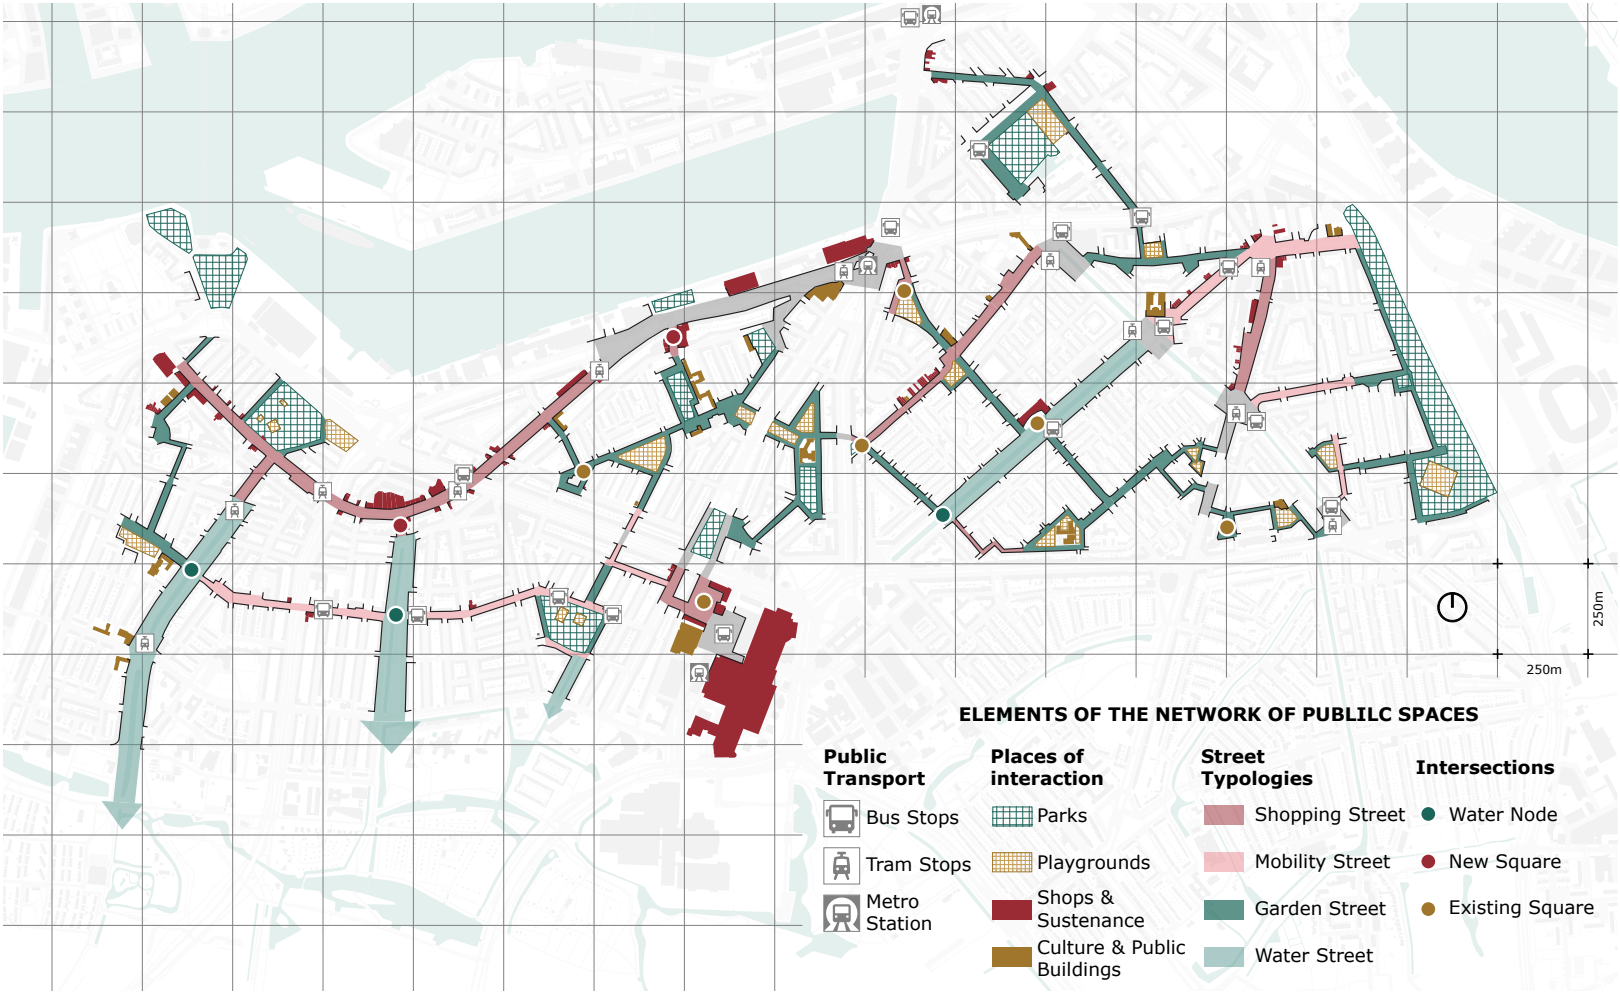 250m
250m
ELEMENTS OF THE NETWORK OF PUBLILC SPACES
Public
Transport
Bus Stops
Tram Stops
Metro
Station
Places of
interaction
Parks
Playgrounds
Shops &
Sustenance
Culture & Public
Buildings
Street
Typologies
Shopping Street
Mobility Street
Garden Street
Water Street
Intersections
Water Node
New Square
Existing Square